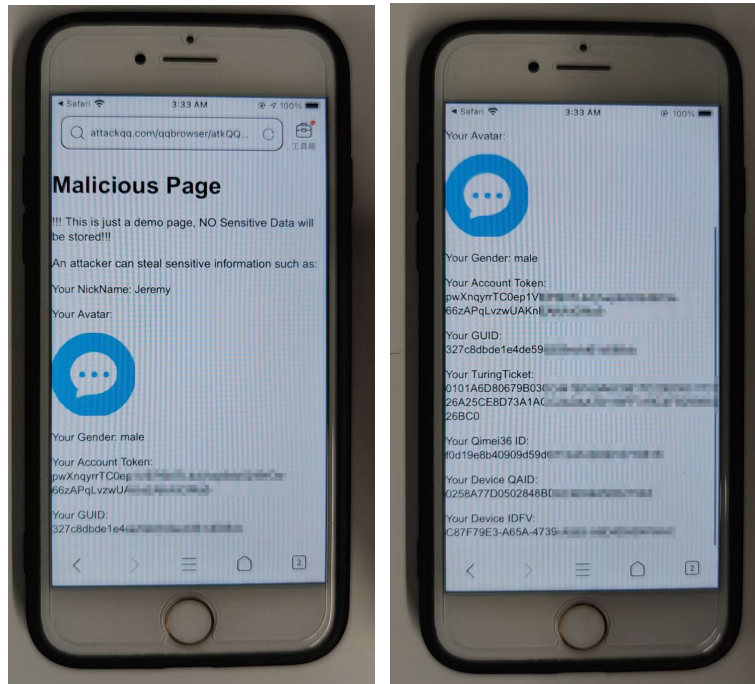 Safari
3:33 AM
100%
attackqq.com/qqbrowser/atkQQ...
工具箱
Malicious Page
!!! This is just a demo page, NO Sensitive Data will
be stored!!!
An attacker can steal sensitive information such as:
Your NickName: Jeremy
Your Avatar:
Your Gender: male
Your Account Token:
pwXnqyrrTC0ep
66zAPqLvzwUA
Your GUID:
327c8dbde1e4
2
Safari
3:33 AM
100%
Your Avatar:
Your Gender: male
Your Account Token:
pwXnqyrrTC0ep1V
66zAPqLvzwUAKn
Your GUID:
327c8dbde1e4de59
Your TuringTicket:
0101A6D80679B030
26A25CE8D73A1A
26BC0
Your Qimei36 ID:
f0d19e8b40909d59d
Your Device QAID:
0258A77D0502848B
Your Device IDFV:
C87F79E3-A65A-4739-
2